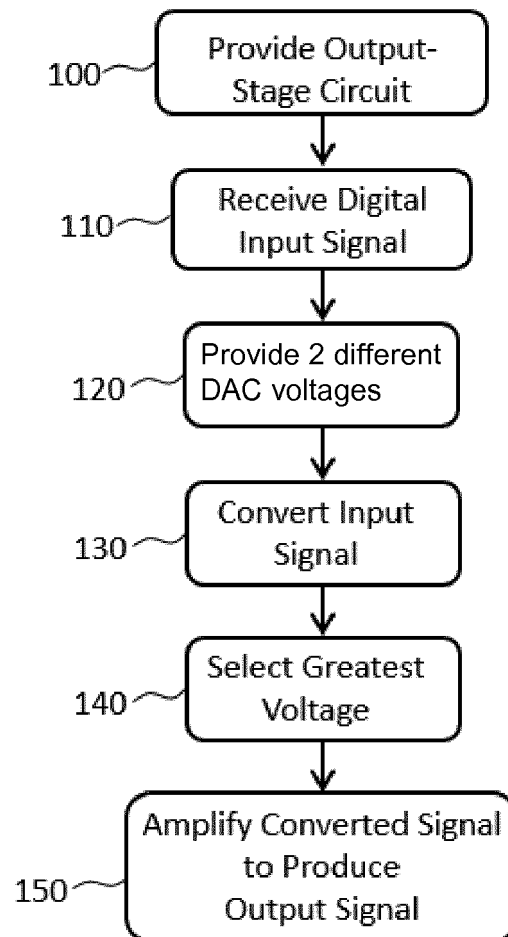 100
Provide Output-
Stage Circuit
110
Receive Digital
Input Signal
120
Provide 2 different
DAC voltages
130
Convert Input
Signal
140
Select Greatest
Voltage
150
Amplify Converted Signal
to Produce
Output Signal